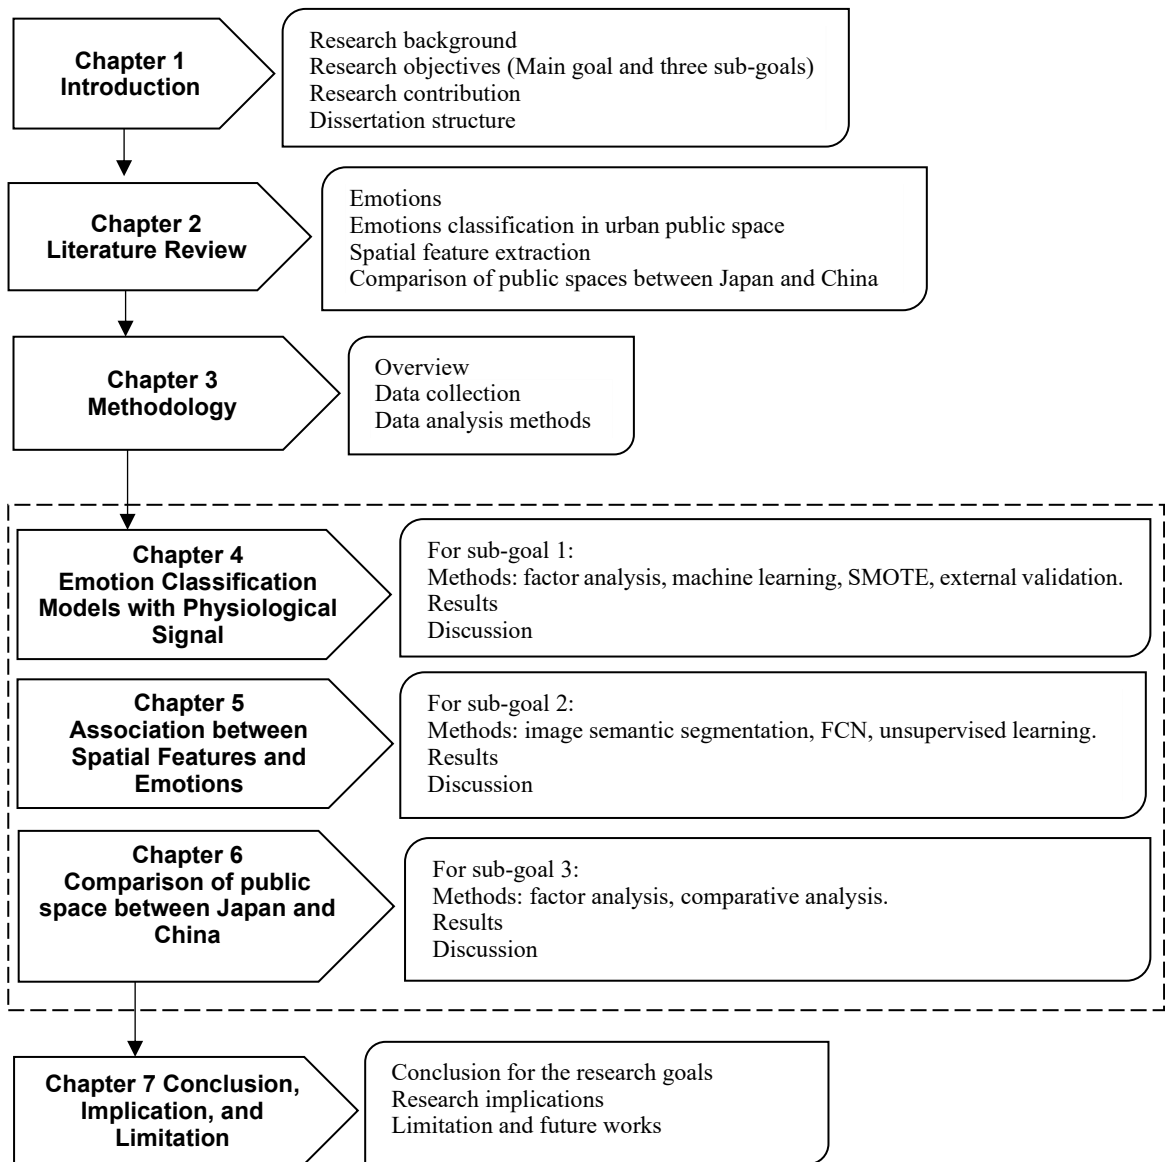 Chapter 1
Introduction
Research background
Research objectives (Main goal and three sub-goals)
Research contribution
Dissertation structure
Chapter 2
Literature Review
Emotions
Emotions classification in urban public space
Spatial feature extraction
Comparison of public spaces between Japan and China
Chapter 3
Methodology
Overview
Data collection
Data analysis methods
Chapter 4
Emotion Classification
Models with Physiological
Signal
For sub-goal 1:
Methods: factor analysis, machine learning, SMOTE, external validation.
Results
Discussion
Chapter 5
Association between
Spatial Features and
Emotions
For sub-goal 2:
Methods: image semantic segmentation, FCN, unsupervised learning.
Results
Discussion
Chapter 6
Comparison of public
space between Japan and
China
For sub-goal 3:
Methods: factor analysis, comparative analysis.
Results
Discussion
Chapter 7 Conclusion,
Implication, and
Limitation
Conclusion for the research goals
Research implications
Limitation and future works